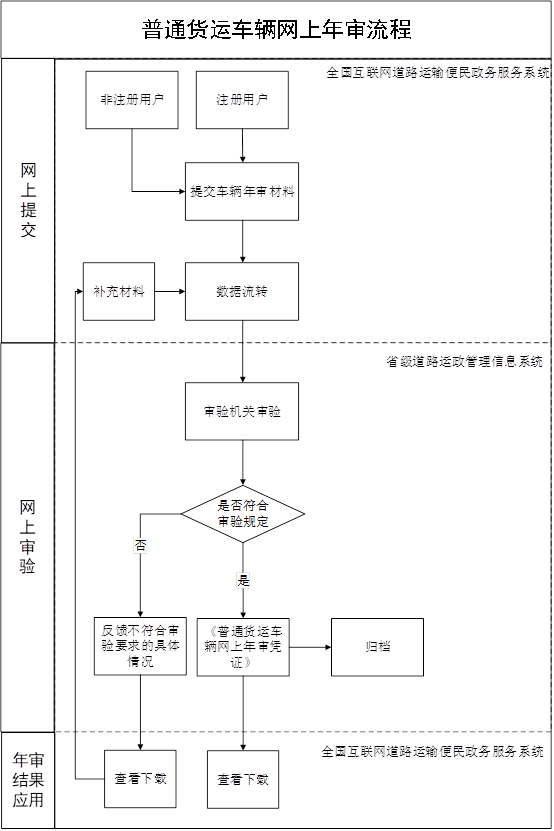 普通货运车辆网上年审流程
全国互联网道路运输便民政务服务系统
网
上
提
交
非注册用户
注册用户
提交车辆年审材料
补充材料
数据流转
省级道路运政管理信息系统
网
上
审
验
审验机关审验
是否符合
审验规定
否
是
反馈不符合审
验要求的具体
情况
《普通货运车
辆网上年审凭
证》
归档
全国互联网道路运输便民政务服务系统
年审
结果
应用
查看下载
查看下载